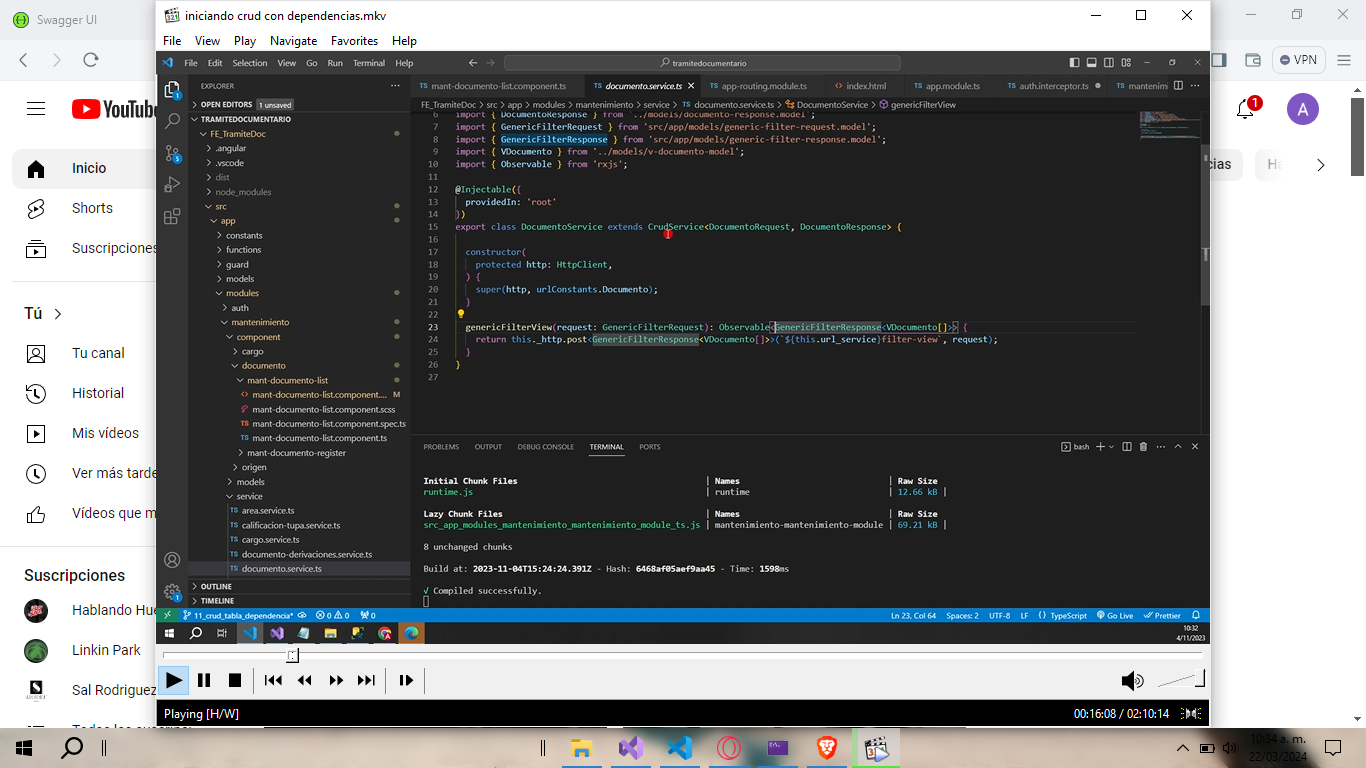 Swagger UI
iniciando crud con dependencias.mkv
File View Play Navigate Favorites Help
VPN
YouTube
1
A
Inicio
Shorts
Suscripciones
Tú
Tu canal
Historial
Mis vídeos
Ver más tarde
Vídeos que m
Suscripciones
Hablando Hue
Linkin Park
Sal Rodriguez
File Edit Selection View Go Run Terminal Help
tramitedocumentario
EXPLORER
OPEN EDITORS 1 unsaved
TRAMITEDOCUMENTARIO
FE_TramiteDoc
.angular
.vscode
dist
node_modules
src
app
constants
functions
guard
models
modules
auth
mantenimiento
component
cargo
documento
mant-documento-list
mant-documento-list.component.... M
mant-documento-list.component.scss
mant-documento-list.component.spec.ts
mant-documento-list.component.ts
mant-documento-register
origen
models
service
area.service.ts
calificacion-tupa.service.ts
cargo.service.ts
documento-derivaciones.service.ts
documento.service.ts
OUTLINE
TIMELINE
mant-documento-list.component.ts documento.service.ts app-routing.module.ts index.html app.module.ts auth.interceptor.ts mantenim
FE_TramiteDoc > src > app > modules > mantenimiento > service > documento.service.ts > DocumentoService > genericFilterView
6 import { DocumentoResponse } from '../models/documento-response.model';
7 import { GenericFilterRequest } from 'src/app/models/generic-filter-request.model';
8 import { GenericFilterResponse } from 'src/app/models/generic-filter-response.model';
9 import { VDocumento } from '../models/v-documento-model';
10 import { Observable } from 'rxjs';
11
12 @Injectable({
13 providedIn: 'root'
14 })
15 export class DocumentoService extends CrudService<DocumentoRequest, DocumentoResponse> {
16
17 constructor(
18 protected http: HttpClient,
19 ) {
20 super(http, urlConstants.Documento);
21 }
22
23 genericFilterView(request: GenericFilterRequest): Observable<GenericFilterResponse<VDocumento[]>> {
24 return this._http.post<GenericFilterResponse<VDocumento[]>>(`${this.url_service}filter-view`, request);
25 }
26 }
27
PROBLEMS OUTPUT DEBUG CONSOLE TERMINAL PORTS
bash
Initial Chunk Files | Names | Raw Size
runtime.js | runtime | 12.66 kB |
Lazy Chunk Files | Names | Raw Size
src_app_modules_mantenimiento_mantenimiento_module_ts.js | mantenimiento-mantenimiento-module | 69.21 kB |
8 unchanged chunks
Build at: 2023-11-04T15:24:24.391Z - Hash: 6468af05aef9aa45 - Time: 1598ms
√ Compiled successfully.
11_crud_tabla_dependencia* 0 0 0
Ln 23, Col 64 Spaces: 2 UTF-8 LF TypeScript Go Live Prettier
10:32
4/11/2023
Playing [H/W]
00:16:08 / 02:10:14
10:34 a. m.
22/03/2024